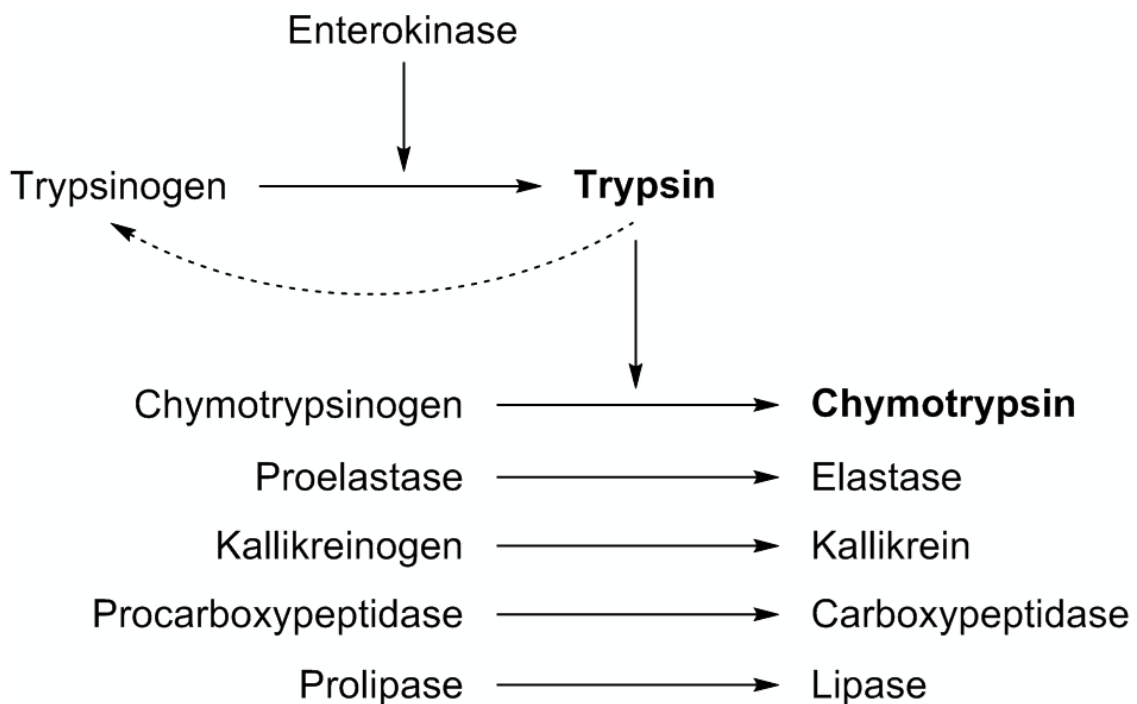 Enterokinase
Trypsinogen Trypsin
Chymotrypsinogen Chymotrypsin
Proelastase Elastase
Kallikreinogen Kallikrein
Procarboxypeptidase Carboxypeptidase
Prolipase Lipase